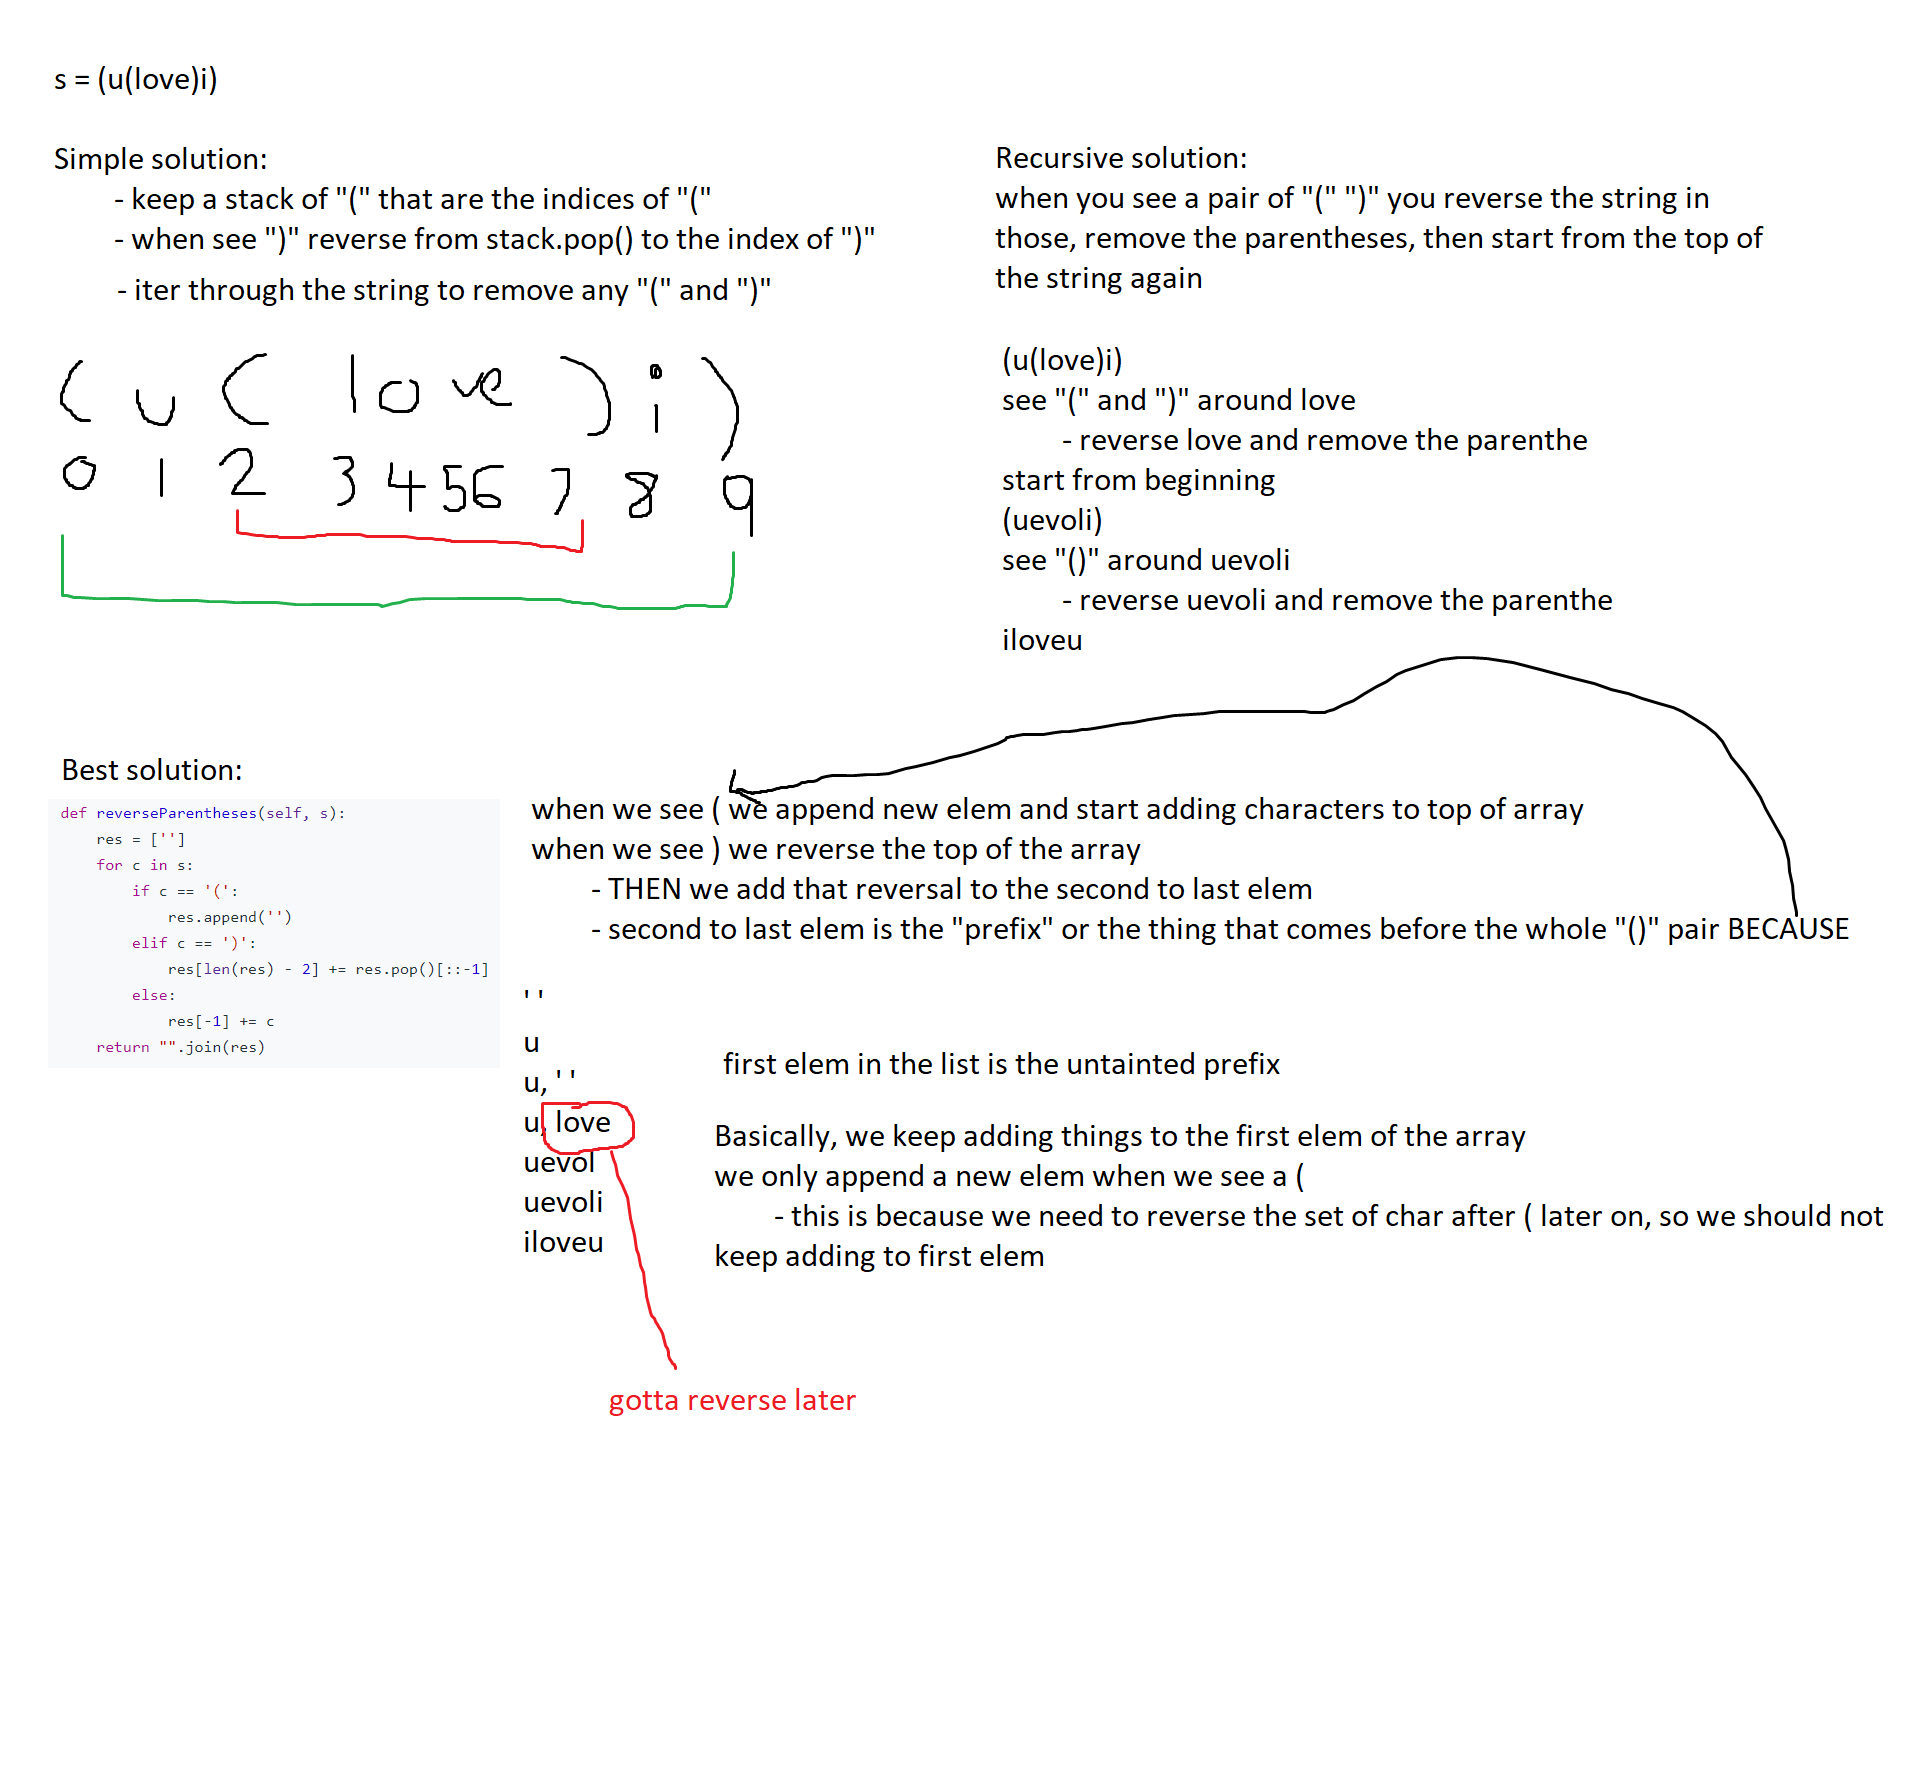 s = (u(love)i)
Simple solution:
- keep a stack of "(" that are the indices of "("
- when see ")" reverse from stack.pop() to the index of ")"
- iter through the string to remove any "(" and ")"
( u ( love ) i )
0 1 2 3 4 5 6 7 8 9
Recursive solution:
when you see a pair of "(" ")" you reverse the string in
those, remove the parentheses, then start from the top of
the string again
(u(love)i)
see "(" and ")" around love
- reverse love and remove the parenthe
start from beginning
(uevoli)
see "()" around uevoli
- reverse uevoli and remove the parenthe
iloveu
Best solution:
def reverseParentheses(self, s):
res = ['']
for c in s:
if c == '(':
res.append('')
elif c == ')':
res[len(res) - 2] += res.pop()[::-1]
else:
res[-1] += c
return "".join(res)
when we see ( we append new elem and start adding characters to top of array
when we see ) we reverse the top of the array
- THEN we add that reversal to the second to last elem
- second to last elem is the "prefix" or the thing that comes before the whole "()" pair BECAUSE
' '
u
u, ' '
u, love
uevol
uevoli
iloveu
first elem in the list is the untainted prefix
Basically, we keep adding things to the first elem of the array
we only append a new elem when we see a (
- this is because we need to reverse the set of char after ( later on, so we should not
keep adding to first elem
gotta reverse later